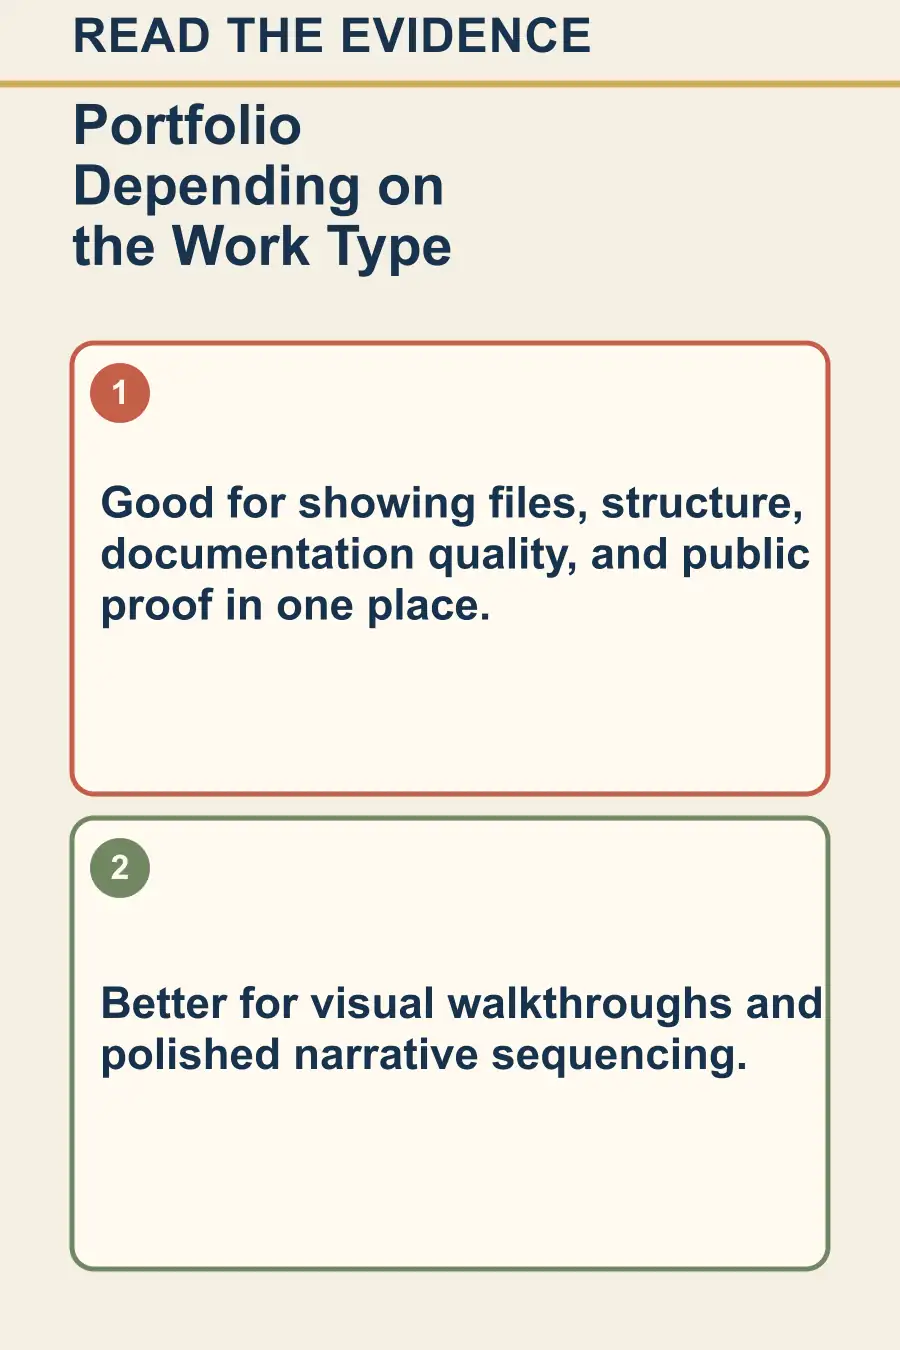 READ THE EVIDENCE
Portfolio
Depending on
the Work Type
1
Good for showing files, structure,
documentation quality, and public
proof in one place.
2
Better for visual walkthroughs and
polished narrative sequencing.